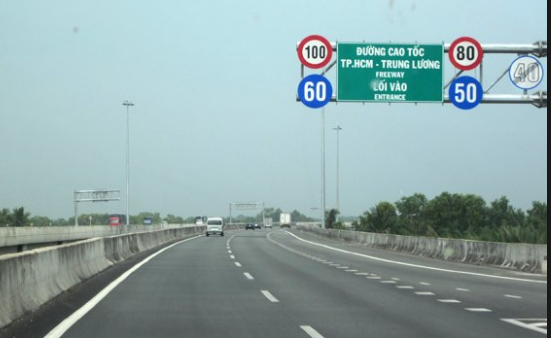 100
60
ĐƯỜNG CAO TỐC
TP.HCM - TRUNG LƯƠNG
FREEWAY
LỐI VÀO
ENTRANCE
80
50
40